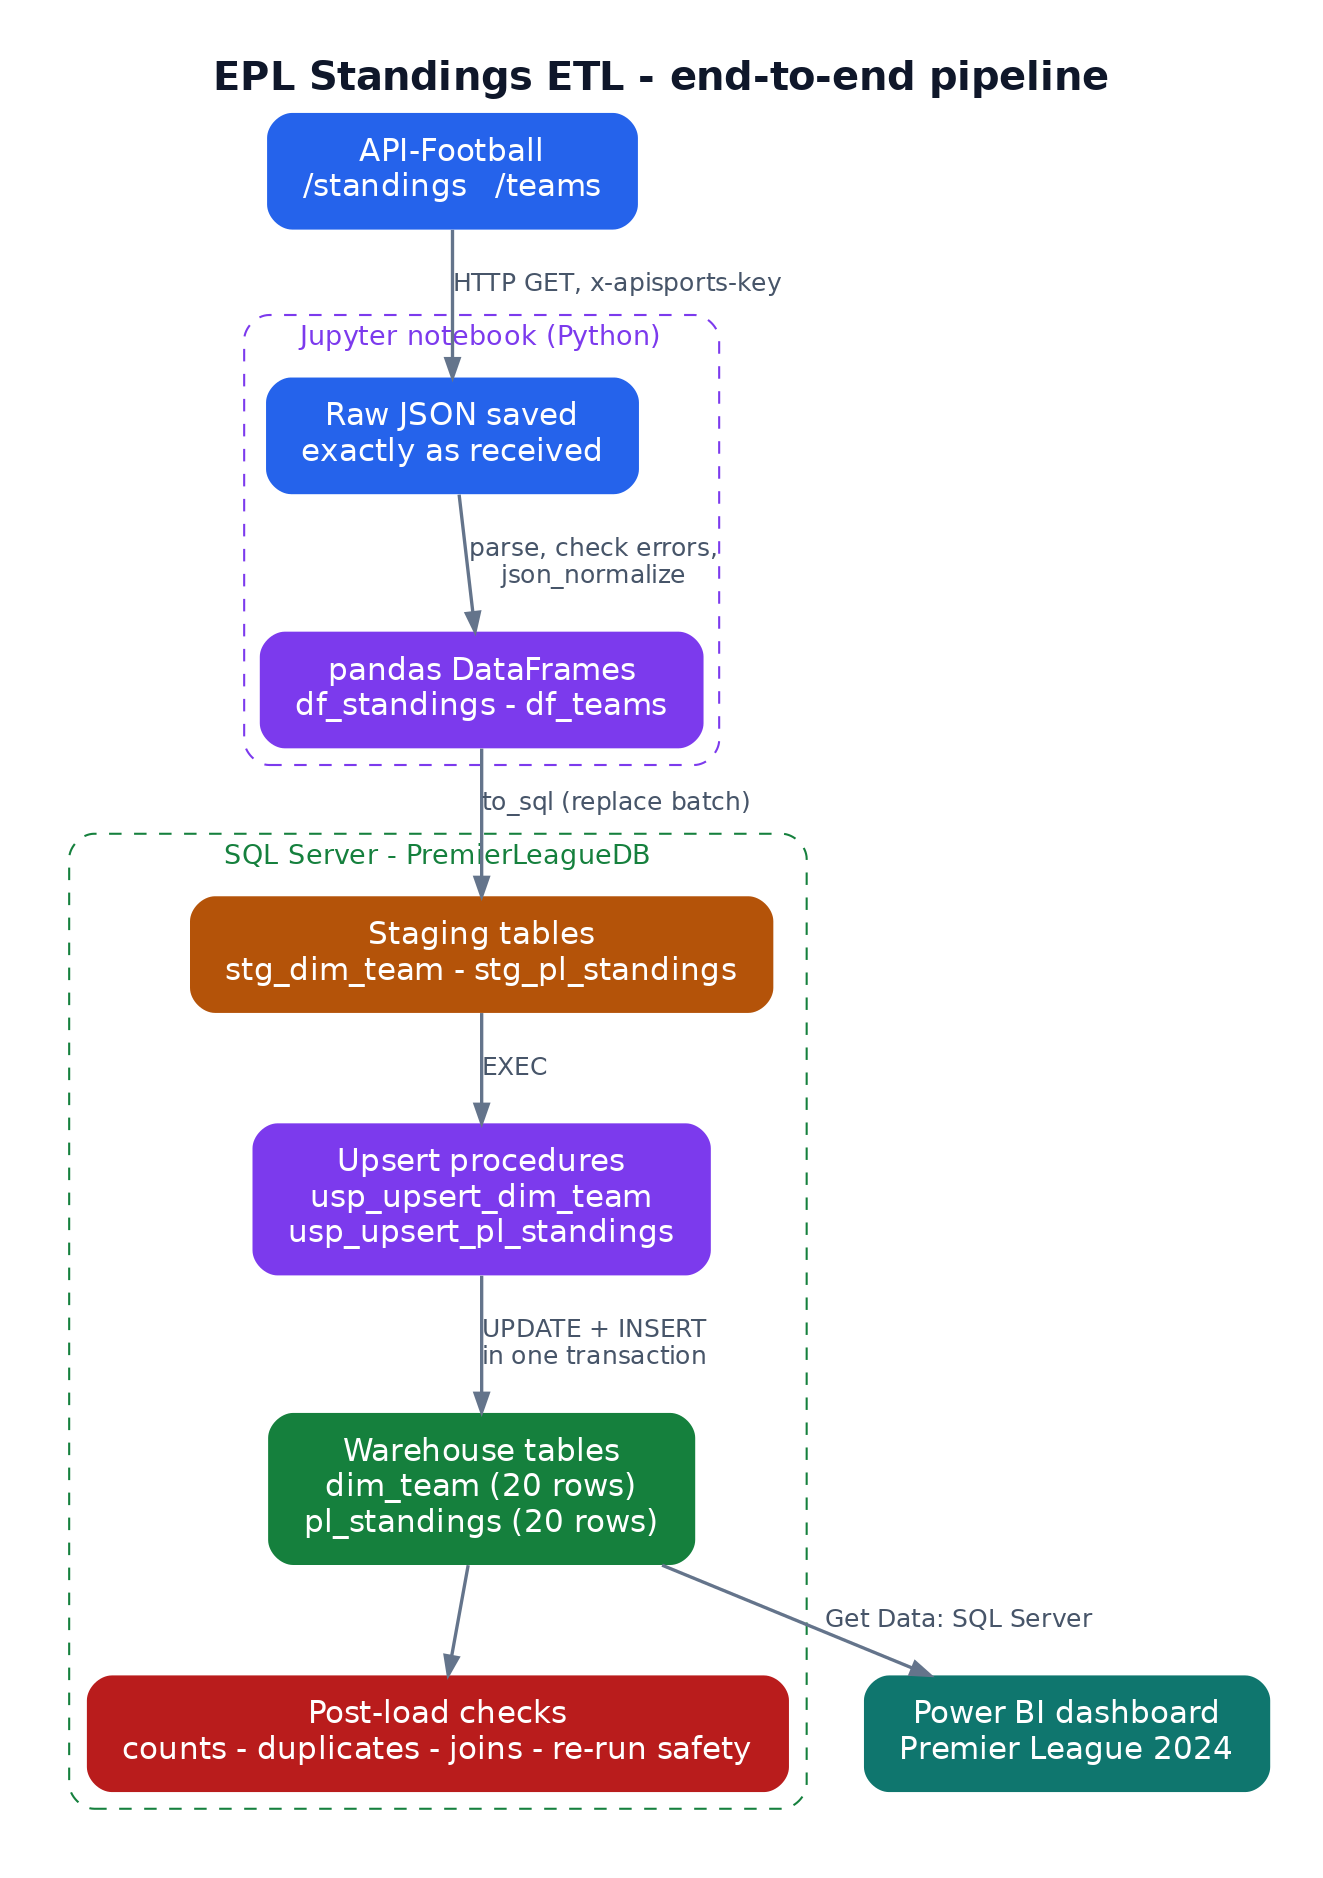 EPL Standings ETL - end-to-end pipeline
API-Football
/standings   /teams
HTTP GET, x-apisports-key
Jupyter notebook (Python)
Raw JSON saved
exactly as received
parse, check errors,
json_normalize
pandas DataFrames
df_standings - df_teams
to_sql (replace batch)
SQL Server - PremierLeagueDB
Staging tables
stg_dim_team - stg_pl_standings
EXEC
Upsert procedures
usp_upsert_dim_team
usp_upsert_pl_standings
UPDATE + INSERT
in one transaction
Warehouse tables
dim_team (20 rows)
pl_standings (20 rows)
Get Data: SQL Server
Post-load checks
counts - duplicates - joins - re-run safety
Power BI dashboard
Premier League 2024